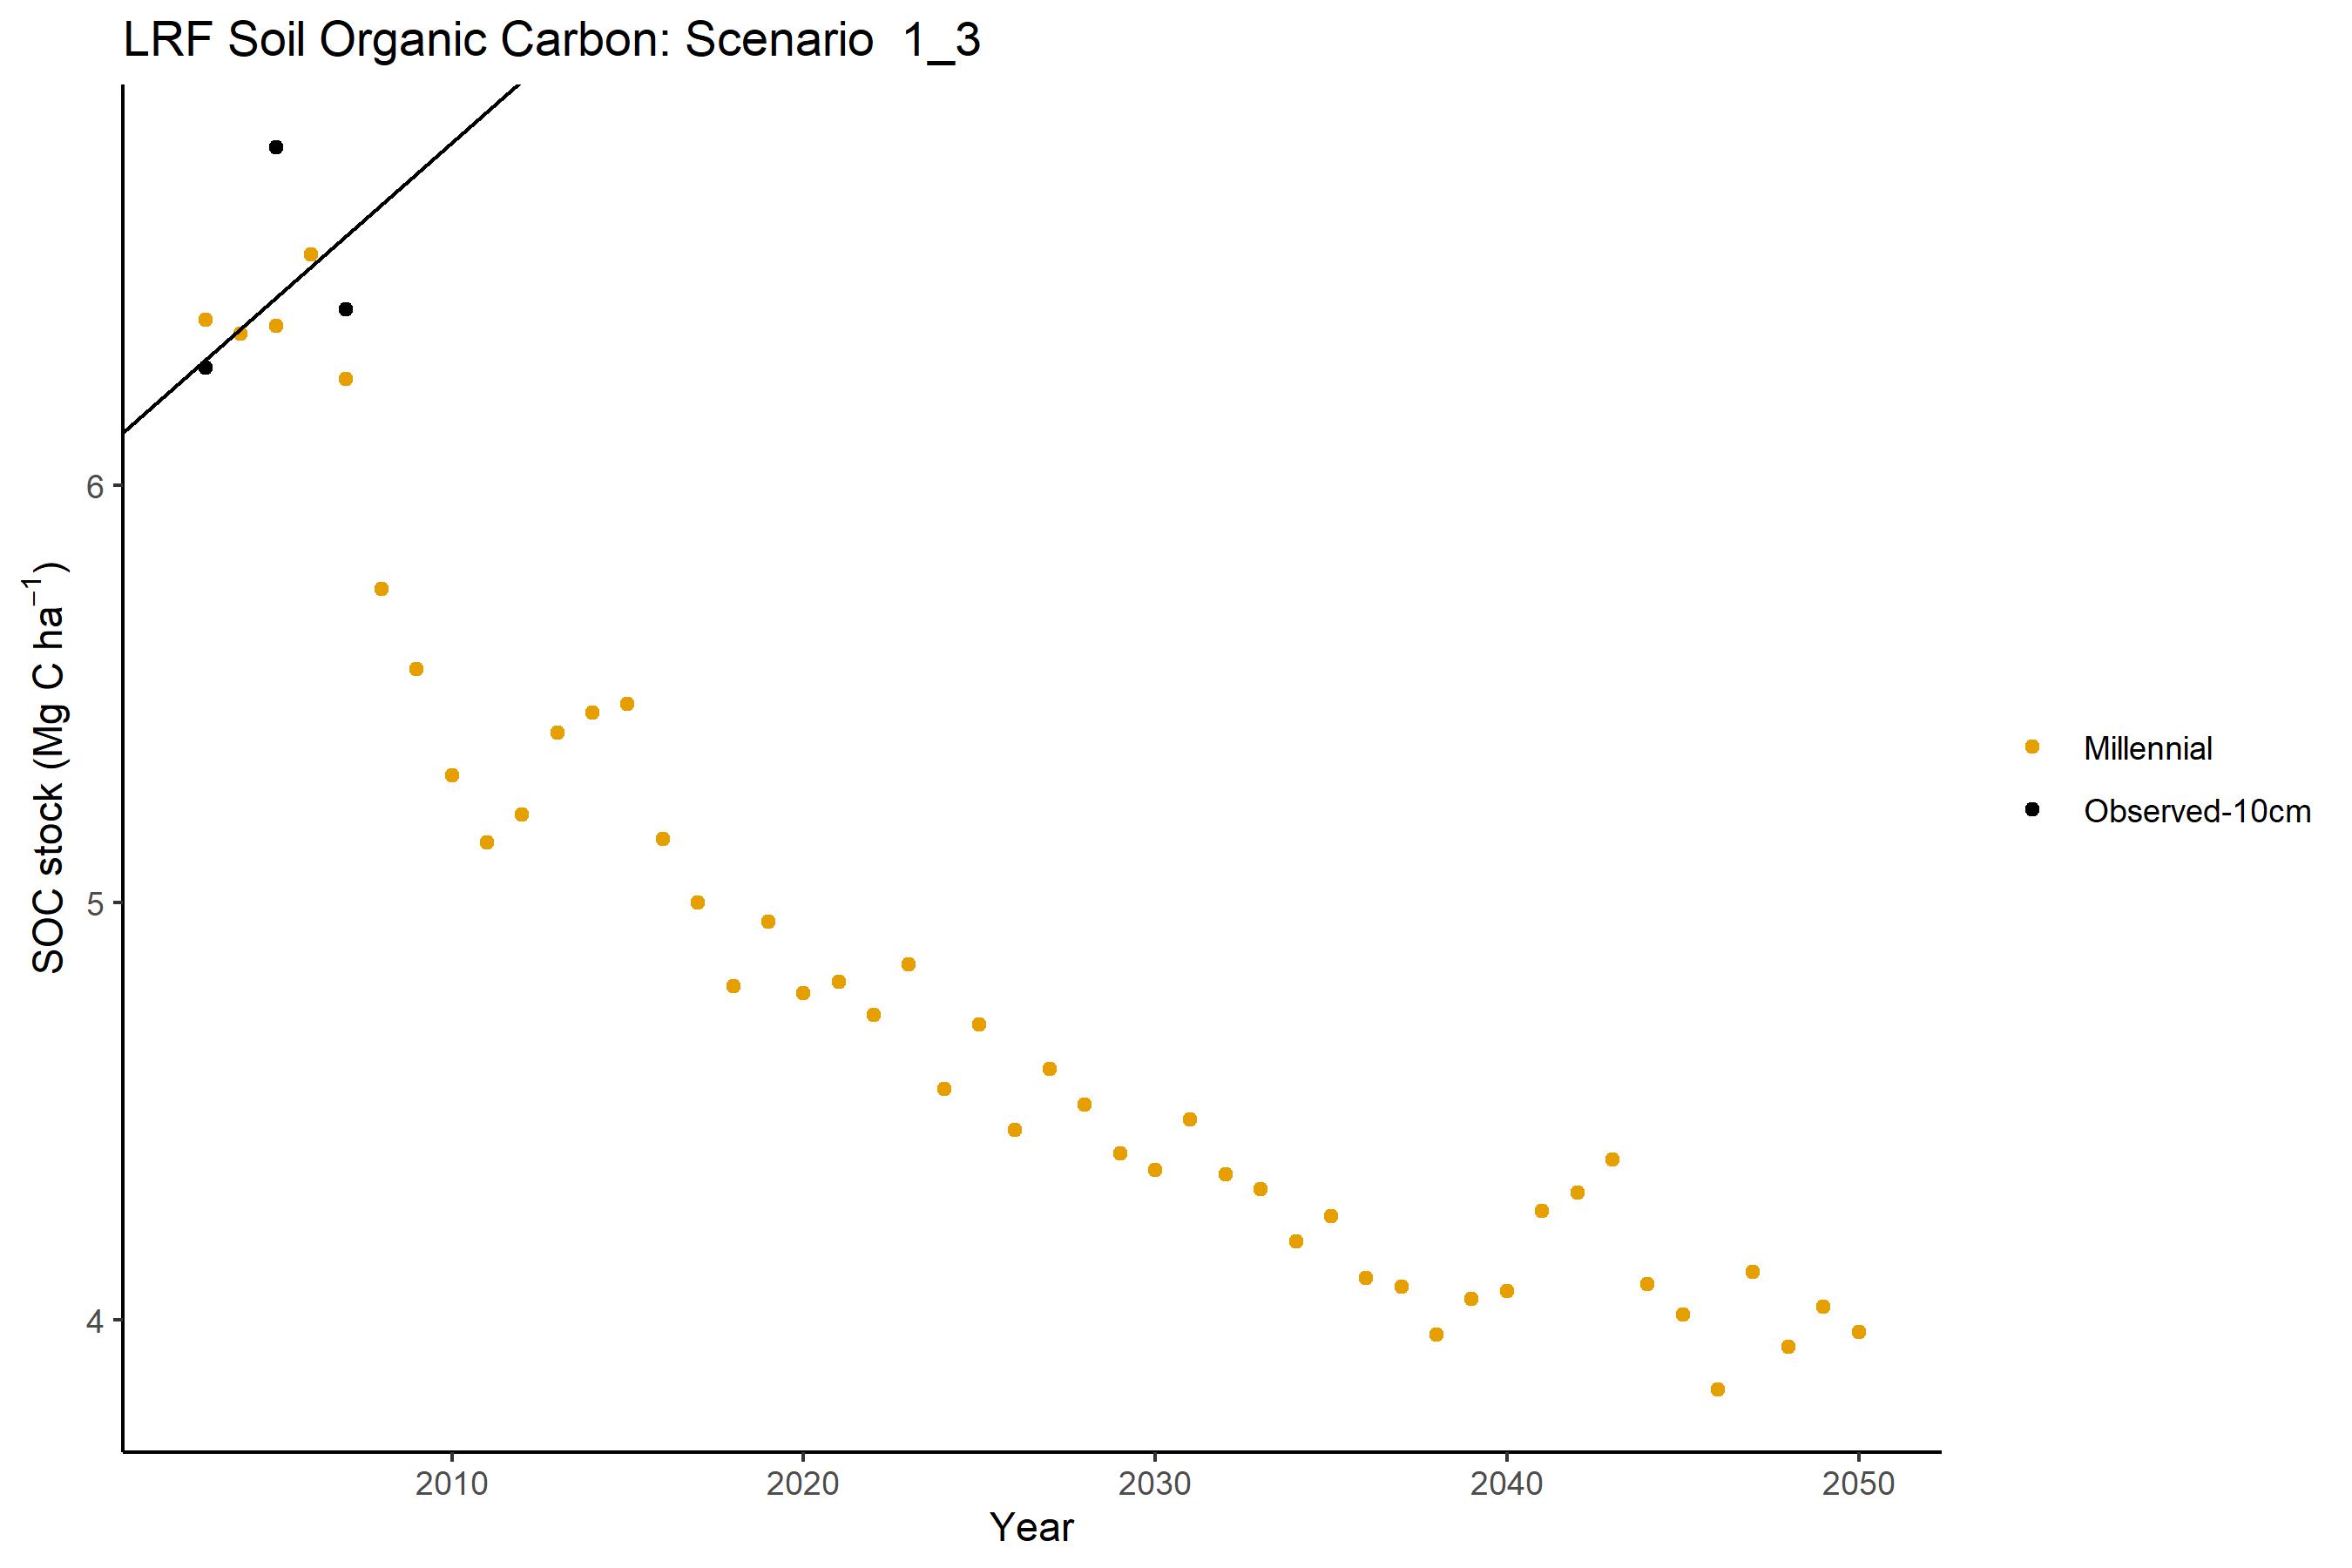 LRF Soil Organic Carbon: Scenario  1_3
SOC stock (Mg C ha⁻¹)
6
5
4
2010
2020
2030
2040
2050
Year
Millennial
Observed-10cm